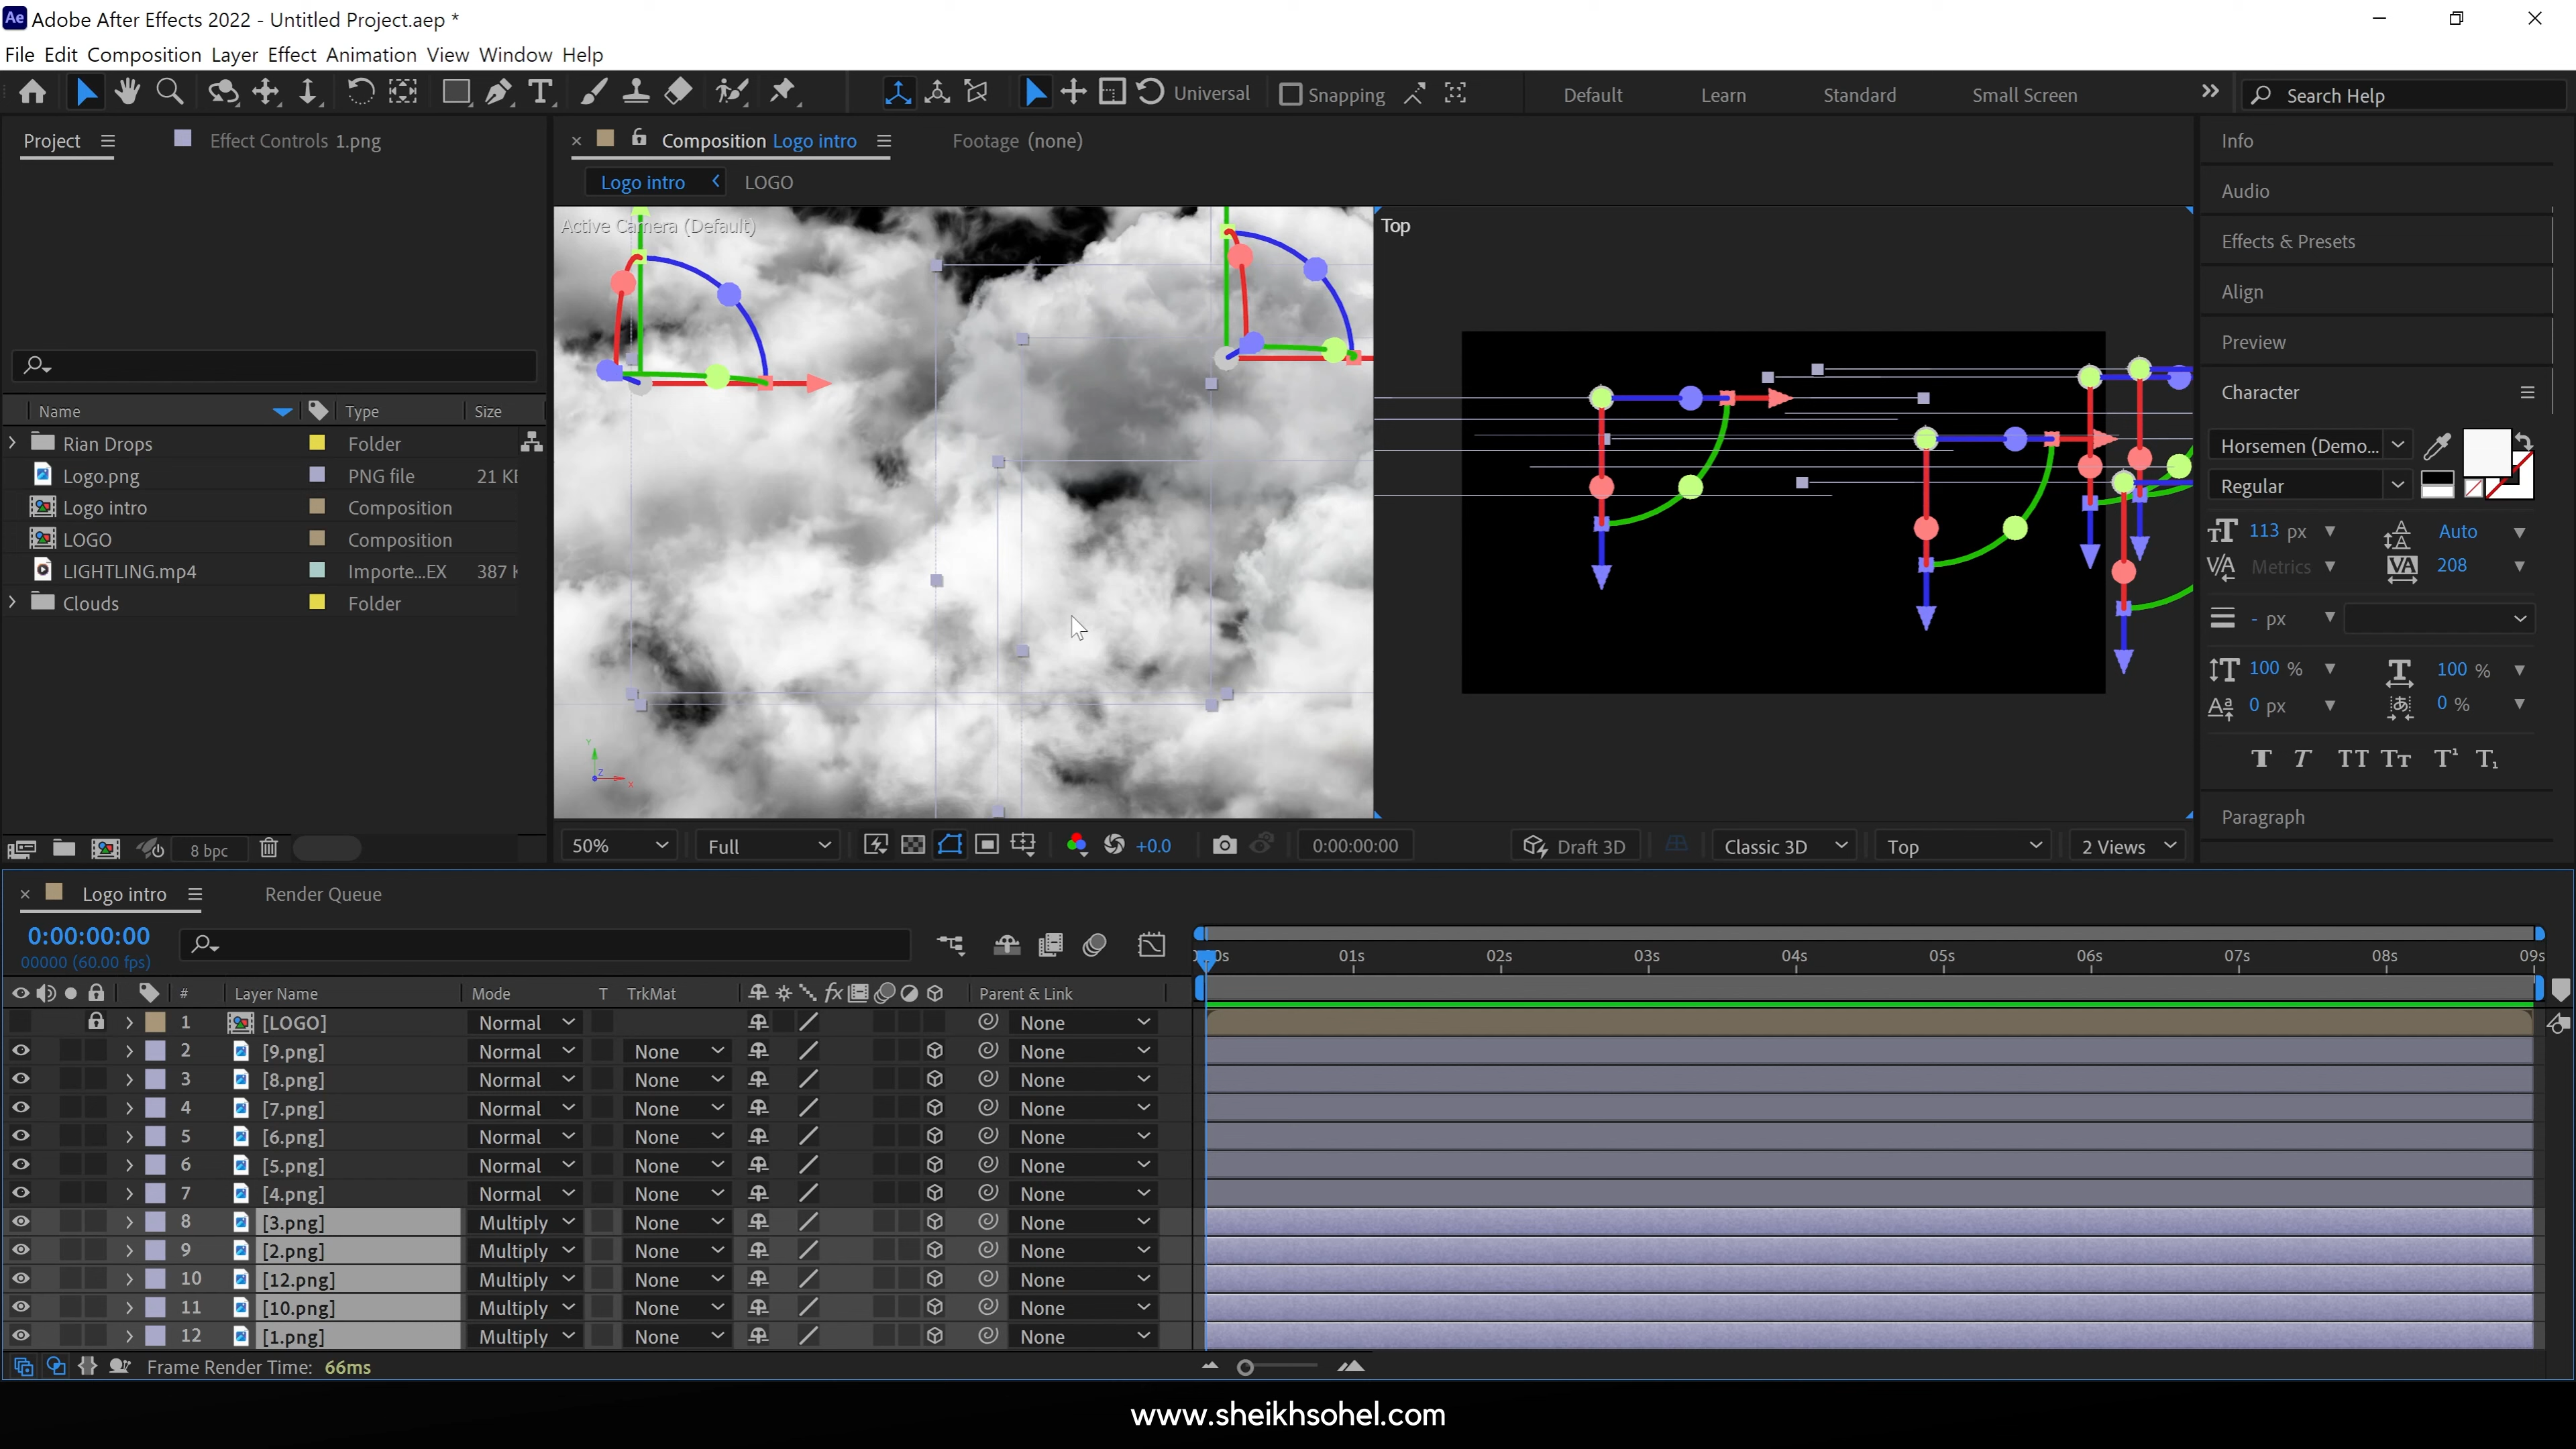 Adobe After Effects 2022 - Untitled Project.aep *
File Edit Composition Layer Effect Animation View Window Help
Universal Snapping Default Learn Standard Small Screen Search Help
Project Effect Controls 1.png
Composition Logo intro Footage (none)
Logo intro LOGO
Active Camera (Default)
Top
Name Type Size
Rian Drops Folder
Logo.png PNG file 21 KB
Logo intro Composition
LOGO Composition
LIGHTLING.mp4 Importe...EX 387 K
Clouds Folder
8 bpc
50% Full +0.0 0:00:00:00 Draft 3D Classic 3D Top 2 Views
Info
Audio
Effects & Presets
Align
Preview
Character
Horsemen (Demo...
Regular
113 px Auto
Metrics 208
- px
100 % 100 %
0 px 0 %
Paragraph
Logo intro Render Queue
0:00:00:00
00000 (60.00 fps)
01s 02s 03s 04s 05s 06s 07s 08s 09s
# Layer Name Mode T TrkMat Parent & Link
1 [LOGO] Normal None
2 [9.png] Normal None None
3 [8.png] Normal None None
4 [7.png] Normal None None
5 [6.png] Normal None None
6 [5.png] Normal None None
7 [4.png] Normal None None
8 [3.png] Multiply None None
9 [2.png] Multiply None None
10 [12.png] Multiply None None
11 [10.png] Multiply None None
12 [1.png] Multiply None None
Frame Render Time: 66ms
www.sheikhsohel.com